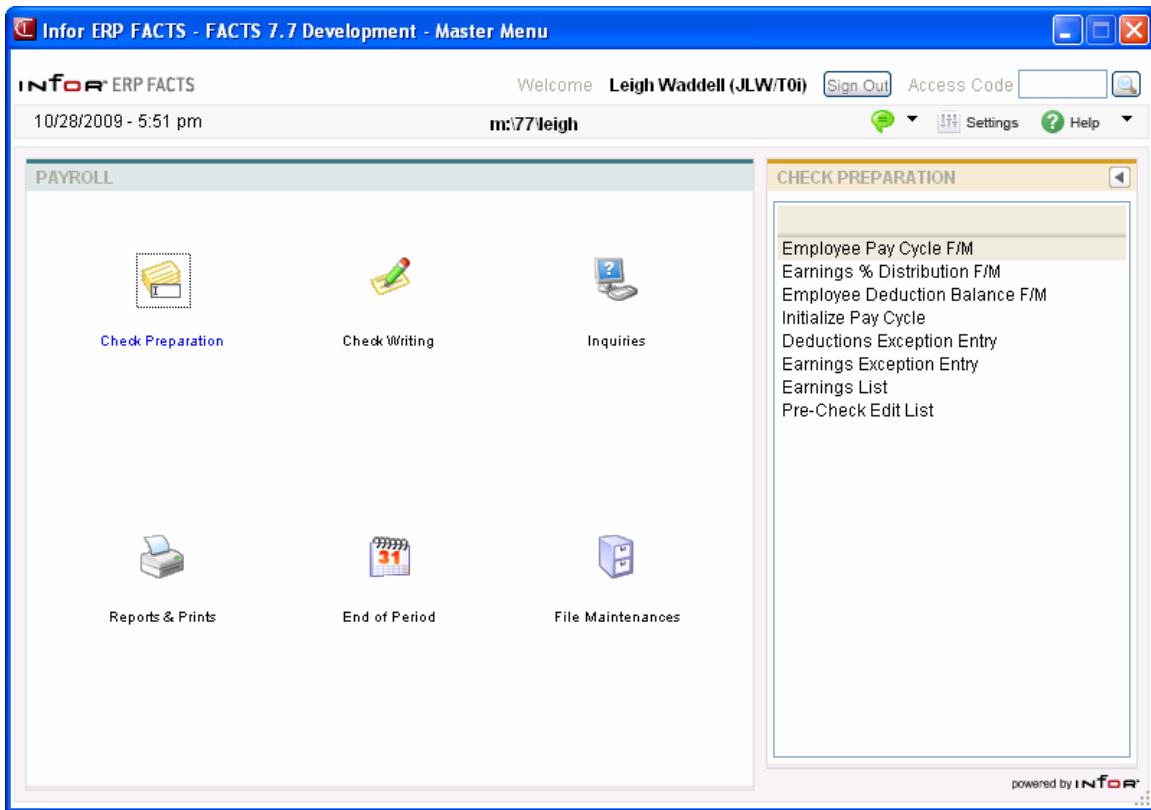 Infor ERP FACTS - FACTS 7.7 Development - Master Menu
INFOR ERP FACTS Welcome Leigh Waddell (JLW/T0i) Sign Out Access Code
10/28/2009 - 5:51 pm m:\77\leigh Settings Help
PAYROLL
Check Preparation Check Writing Inquiries
31
Reports & Prints End of Period File Maintenances
CHECK PREPARATION
Employee Pay Cycle F/M
Earnings % Distribution F/M
Employee Deduction Balance F/M
Initialize Pay Cycle
Deductions Exception Entry
Earnings Exception Entry
Earnings List
Pre-Check Edit List
powered by INFOR